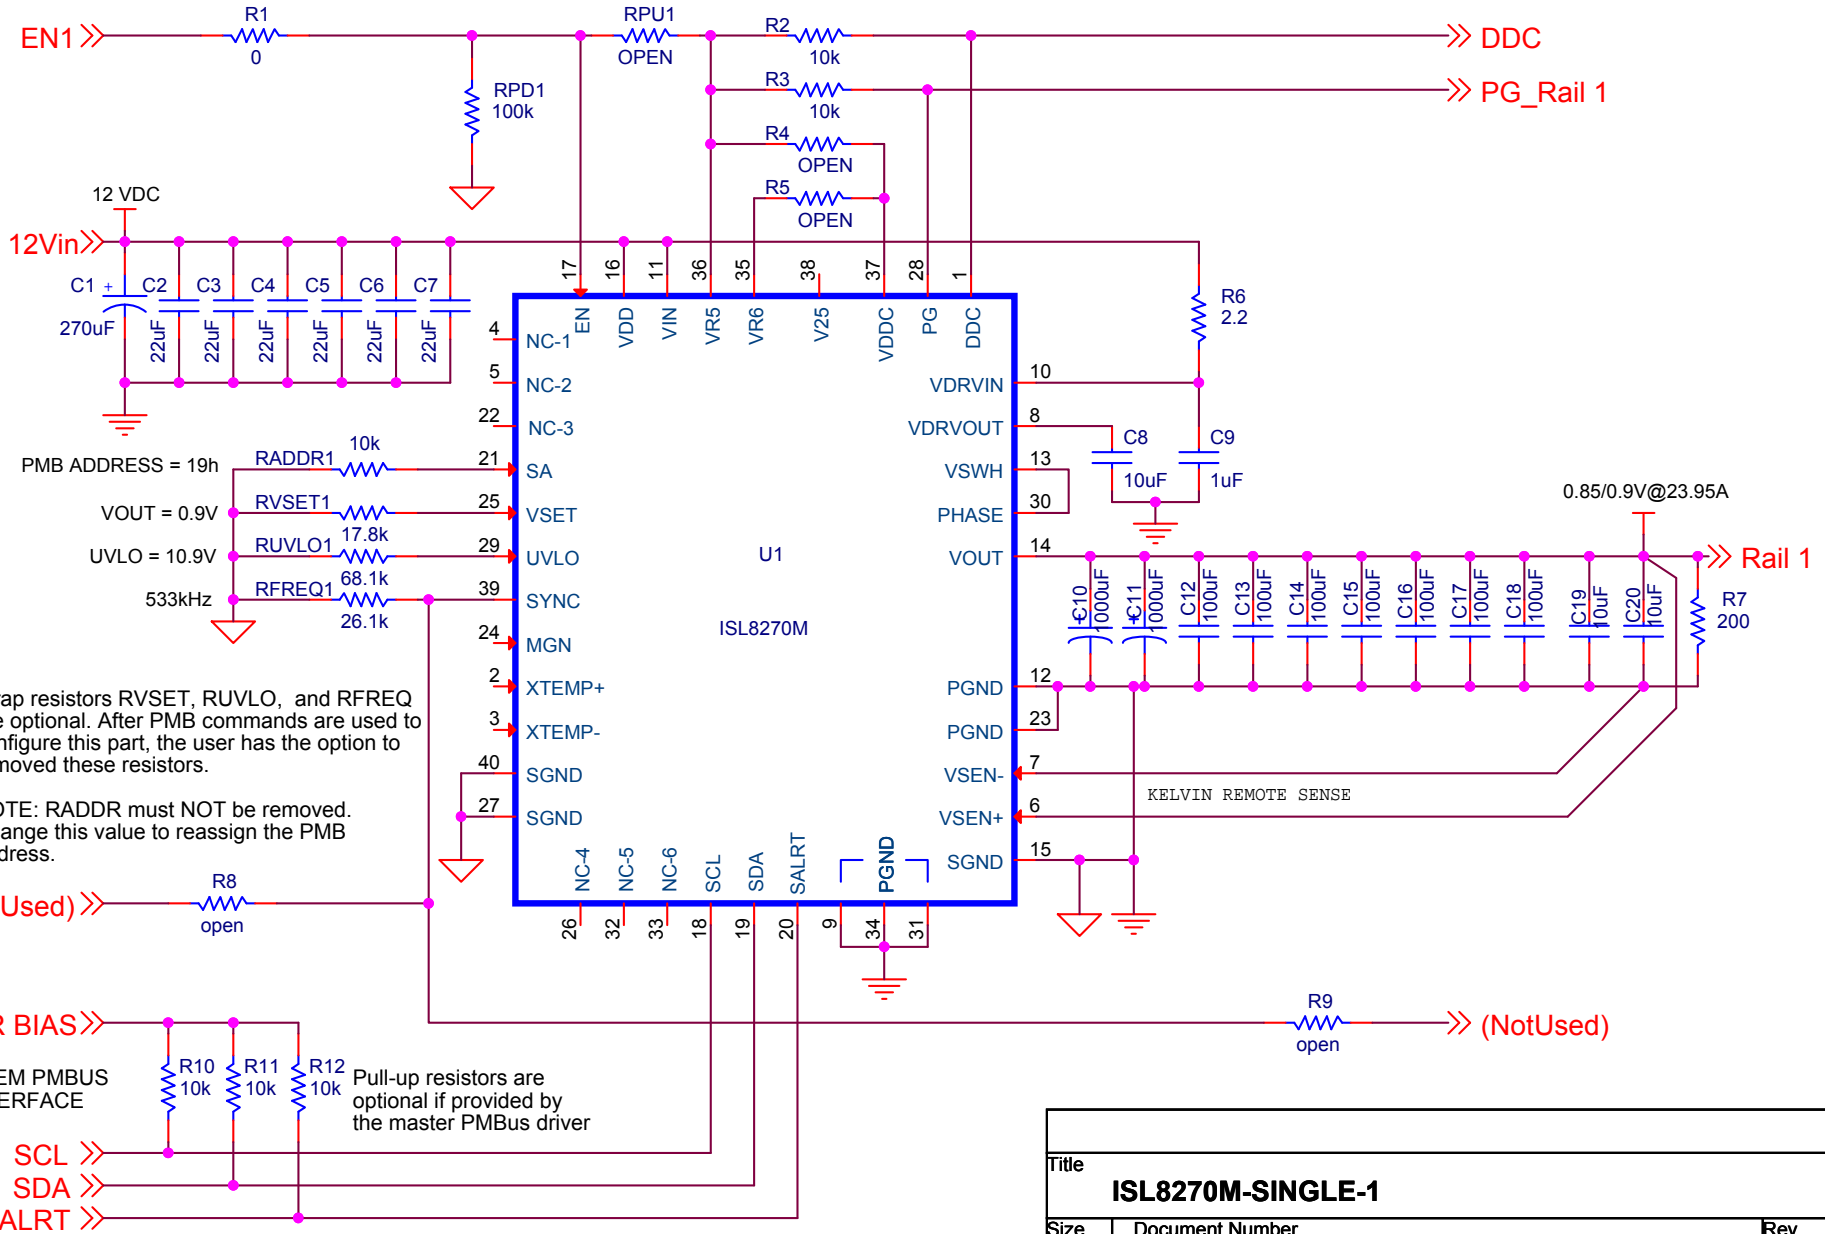 EN1
R1
0
RPD1
100k
RPU1
OPEN
R2
10k
R3
10k
R4
OPEN
R5
OPEN
DDC
PG_Rail 1
12 VDC
12Vin
C1 +
270uF
C2
22uF
C3
22uF
C4
22uF
C5
22uF
C6
22uF
C7
22uF
17
16
11
36
35
38
37
28
1
EN
VDD
VIN
VR5
VR6
V25
VDDC
PG
DDC
R6
2.2
4
NC-1
5
NC-2
22
NC-3
PMB ADDRESS = 19h
RADDR1
10k
21
SA
VOUT = 0.9V
RVSET1
17.8k
25
VSET
UVLO = 10.9V
RUVLO1
68.1k
29
UVLO
533kHz
RFREQ1
26.1k
39
SYNC
24
MGN
2
XTEMP+
3
XTEMP-
40
SGND
27
SGND
U1
ISL8270M
VDRVIN
10
VDRVOUT
8
VSWH
13
PHASE
30
VOUT
14
PGND
12
PGND
23
VSEN-
7
VSEN+
6
SGND
15
C8
10uF
C9
1uF
0.85/0.9V@23.95A
Rail 1
C10
+
1000uF
C11
+
1000uF
C12
100uF
C13
100uF
C14
100uF
C15
100uF
C16
100uF
C17
100uF
C18
100uF
C19
10uF
C20
10uF
R7
200
KELVIN REMOTE SENSE
resistors RVSET, RUVLO, and RFREQ
optional. After PMB commands are used to
this part, the user has the option to
these resistors.
RADDR must NOT be removed.
this value to reassign the PMB
Used)
R8
open
NC-4
NC-5
NC-6
SCL
SDA
SALRT
PGND
26
32
33
18
19
20
9
34
31
R9
open
(NotUsed)
BIAS
PMBUS
R10
10k
R11
10k
R12
10k
Pull-up resistors are
optional if provided by
the master PMBus driver
SCL
SDA
Title
ISL8270M-SINGLE-1
Size
Document Number
Rev